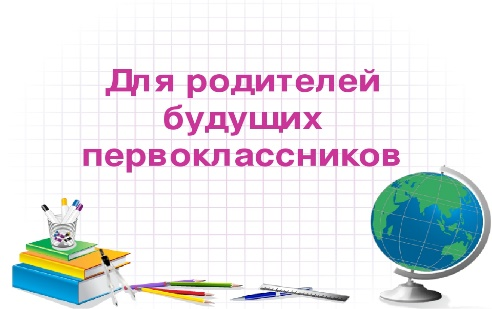 Для родителей
будущих
первоклассников